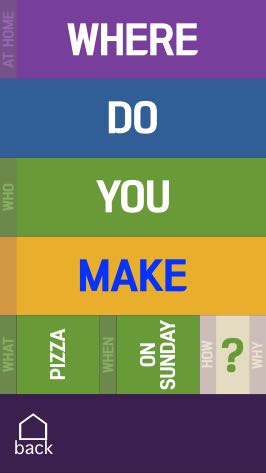 AT HOME
WHERE
DO
WHO
YOU
MAKE
WHAT
PIZZA
WHEN
ON
SUNDAY
HOW
?
WHY
back